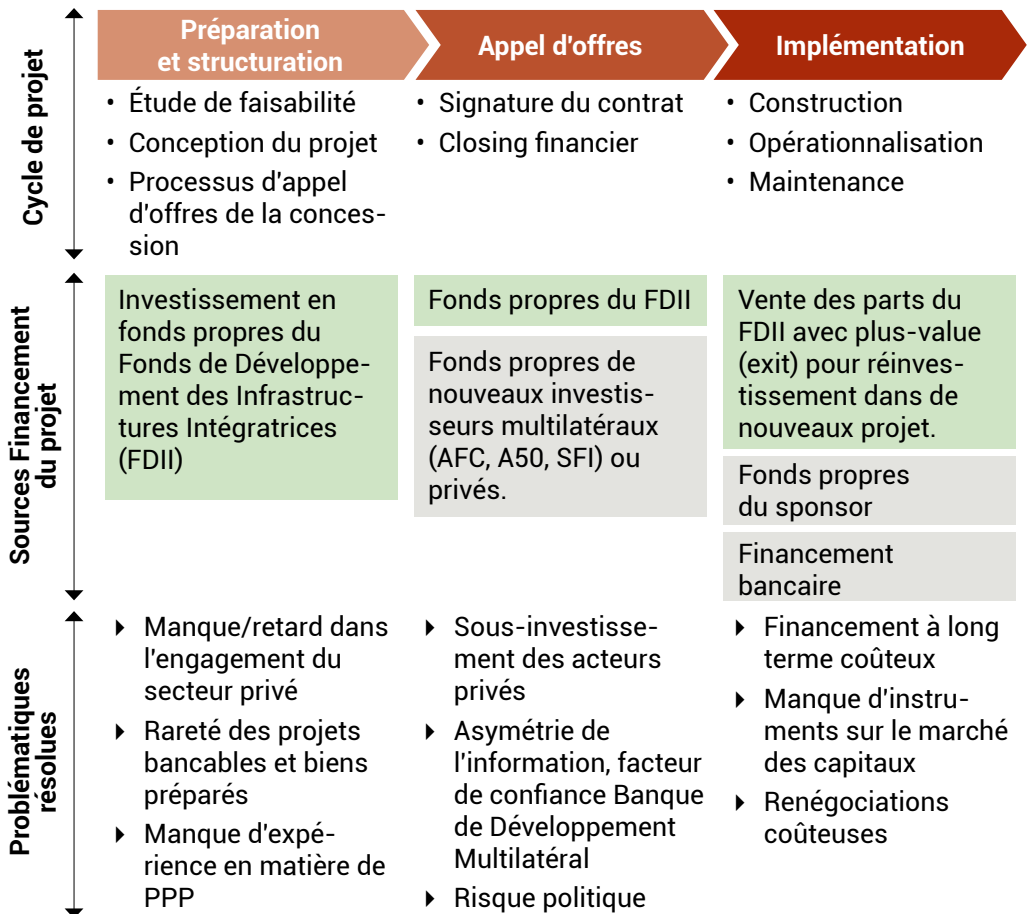 Cycle de projet
Préparation
et structuration
Appel d'offres
Implémentation
• Étude de faisabilité
• Conception du projet
• Processus d'appel
d'offres de la conces-
sion
• Signature du contrat
• Closing financier
• Construction
• Opérationnalisation
• Maintenance
Sources Financement
du projet
Investissement en
fonds propres du
Fonds de Développe-
ment des Infrastruc-
tures Intégratrices
(FDII)
Fonds propres du FDII
Fonds propres de
nouveaux investis-
seurs multilatéraux
(AFC, A50, SFI) ou
privés.
Vente des parts du
FDII avec plus-value
(exit) pour réinves-
tissement dans de
nouveaux projet.
Fonds propres
du sponsor
Financement
bancaire
Problématiques
résolues
▸ Manque/retard dans
l'engagement du
secteur privé
▸ Rareté des projets
bancables et biens
préparés
▸ Manque d'expé-
rience en matière de
PPP
▸ Sous-investisse-
ment des acteurs
privés
▸ Asymétrie de
l'information, facteur
de confiance Banque
de Développement
Multilatéral
▸ Risque politique
▸ Financement à long
terme coûteux
▸ Manque d'instru-
ments sur le marché
des capitaux
▸ Renégociations
coûteuses